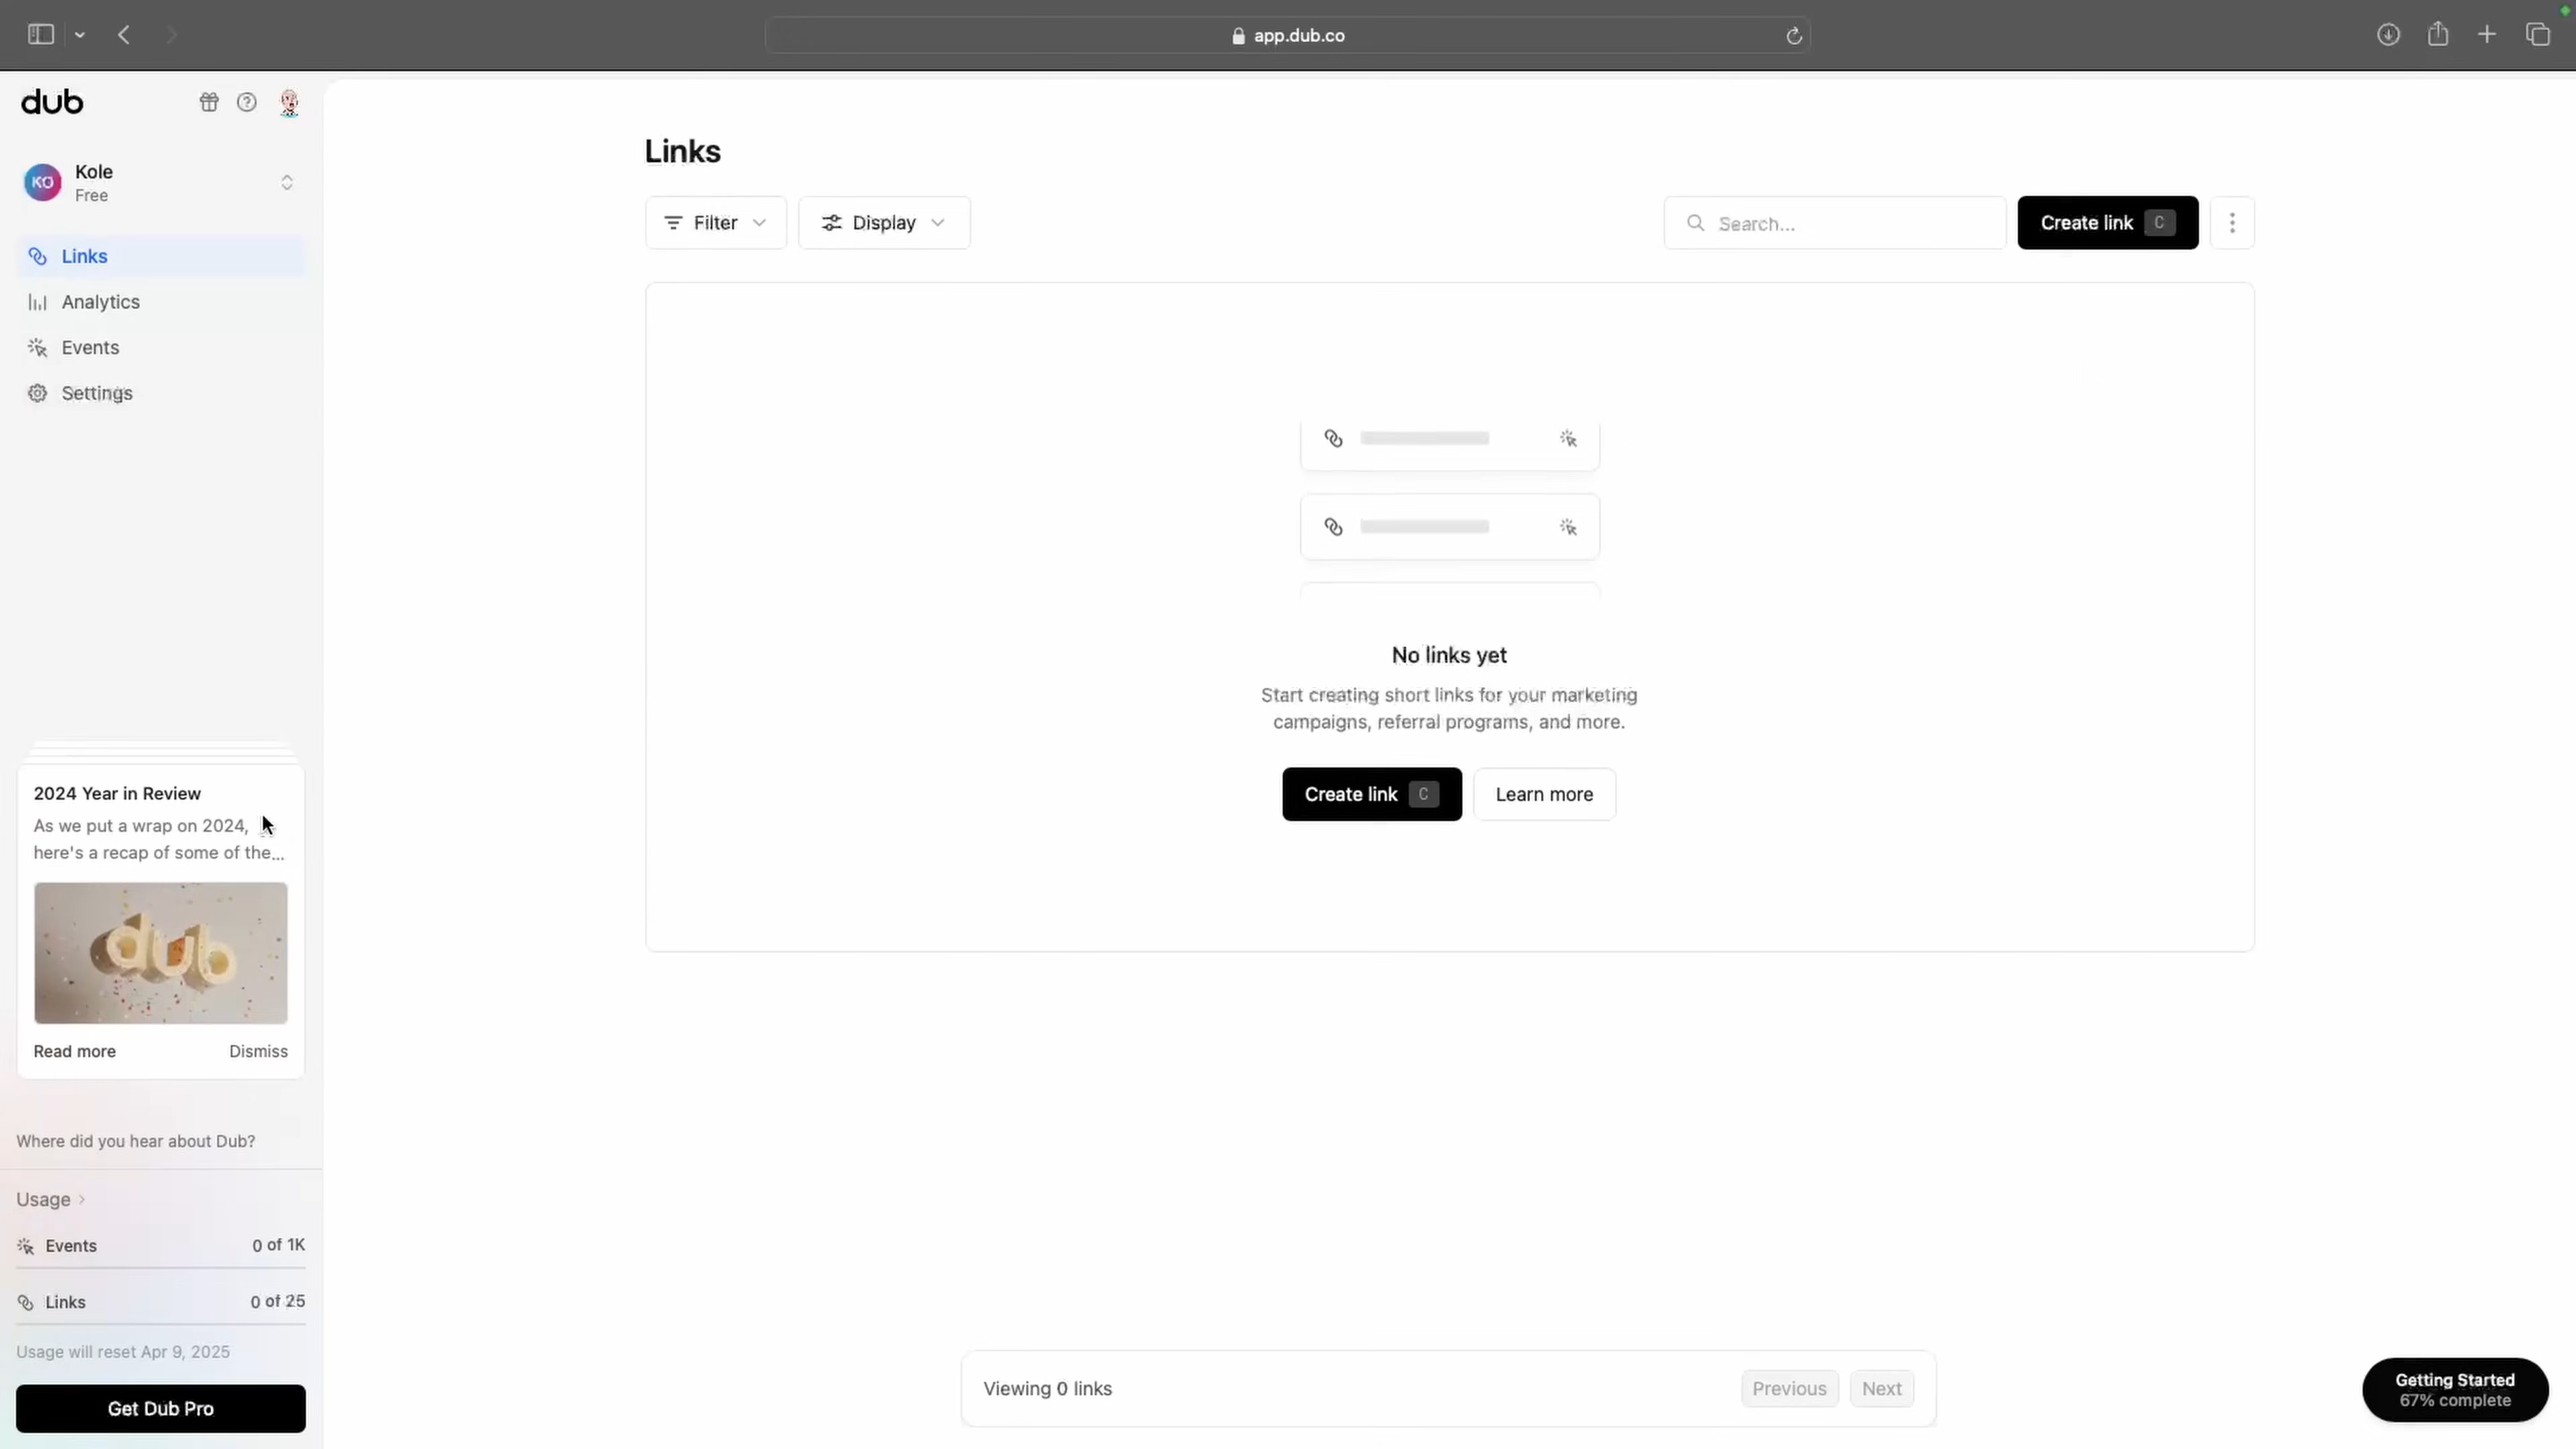 app.dub.co
dub
KO
Kole
Free
Links
Analytics
Events
Settings
2024 Year in Review
As we put a wrap on 2024,
here's a recap of some of the...
dub
Read more
Dismiss
Where did you hear about Dub?
Usage
Events
0 of 1K
Links
0 of 25
Usage will reset Apr 9, 2025
Get Dub Pro
Links
Filter
Display
Search...
Create link C
No links yet
Start creating short links for your marketing
campaigns, referral programs, and more.
Create link C
Learn more
Viewing 0 links
Previous
Next
Getting Started
67% complete